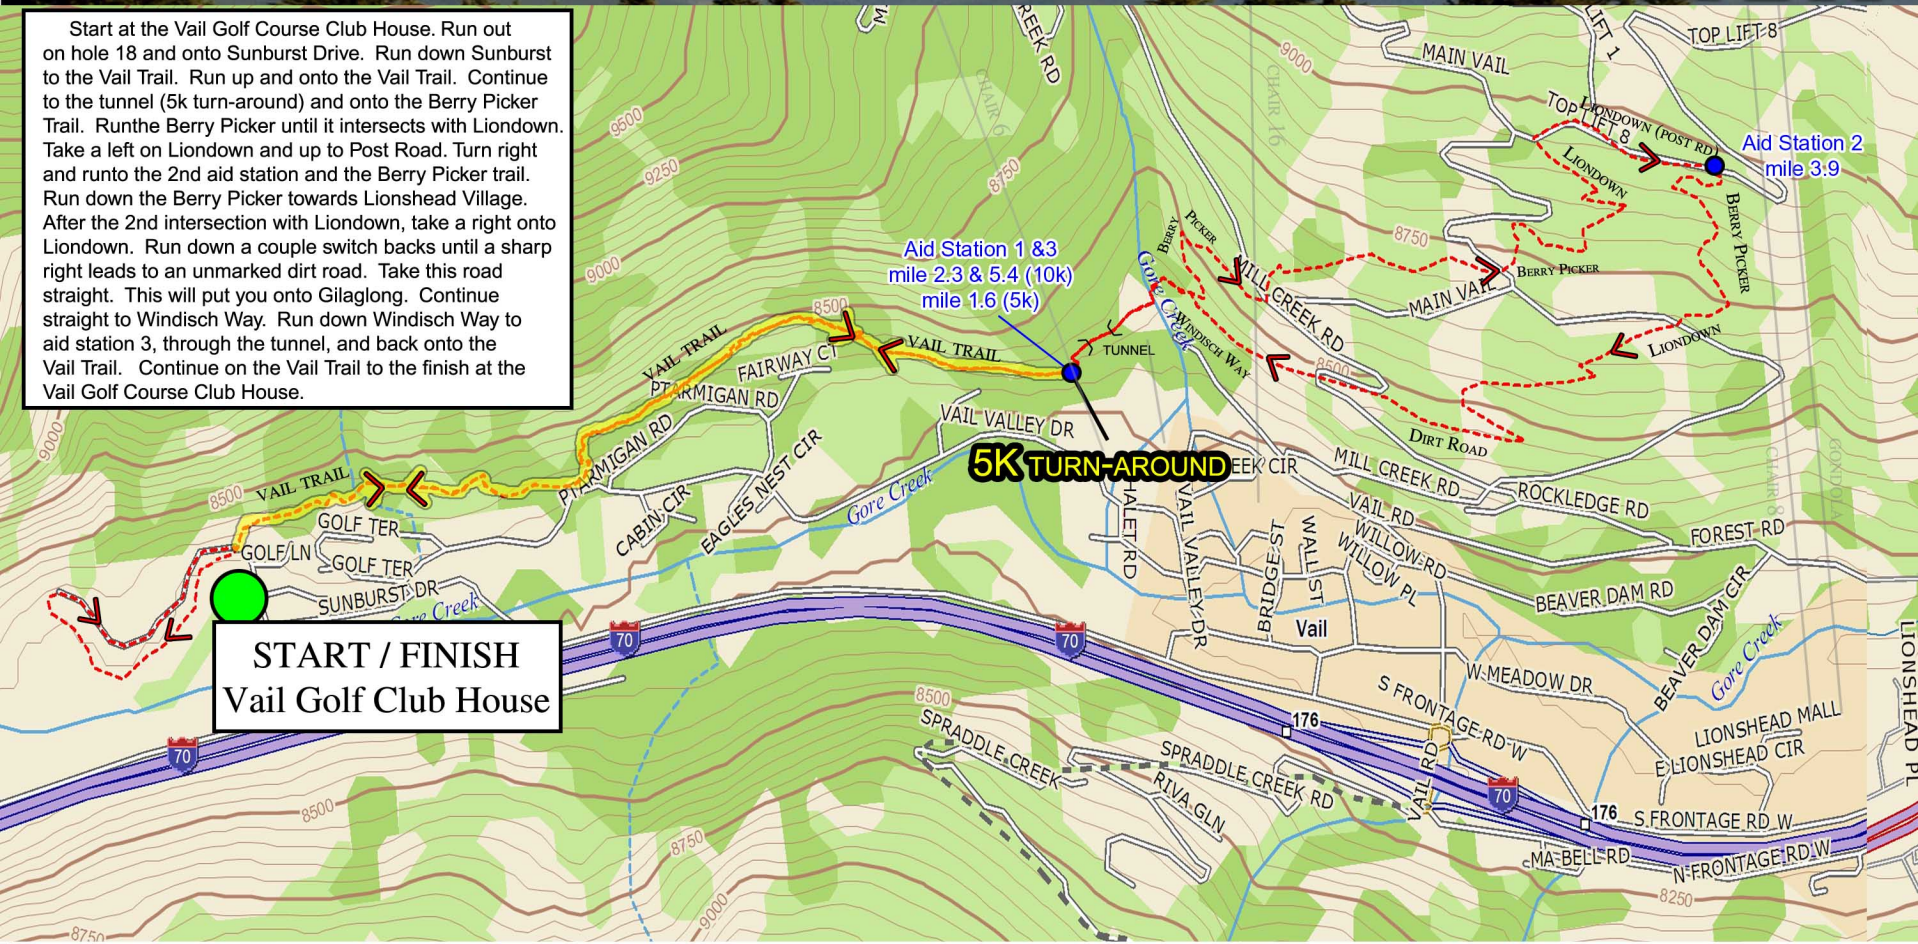 Start at the Vail Golf Course Club House. Run out
on hole 18 and onto Sunburst Drive. Run down Sunburst
to the Vail Trail. Run up and onto the Vail Trail. Continue
to the tunnel (5k turn-around) and onto the Berry Picker
Trail. Runthe Berry Picker until it intersects with Liondown.
Take a left on Liondown and up to Post Road. Turn right
and runto the 2nd aid station and the Berry Picker trail.
Run down the Berry Picker towards Lionshead Village.
After the 2nd intersection with Liondown, take a right onto
Liondown. Run down a couple switch backs until a sharp
right leads to an unmarked dirt road. Take this road
straight. This will put you onto Gilaglong. Continue
straight to Windisch Way. Run down Windisch Way to
aid station 3, through the tunnel, and back onto the
Vail Trail. Continue on the Vail Trail to the finish at the
Vail Golf Course Club House.
LIFT 1
TOP LIFT 8
MAIN VAIL
9000
CHAIR 6
CHAIR 16
TOP LIFT 8
LIONDOWN (POST RD)
Aid Station 2
mile 3.9
LIONDOWN
BERRY PICKER
9500
9250
9000
8750
8500
Aid Station 1 &3
mile 2.3 & 5.4 (10k)
mile 1.6 (5k)
BERRY PICKER
Gore Creek
8750
BERRY PICKER
MAIN VAIL
MILL CREEK RD
LIONDOWN
WINDISCH WAY
TUNNEL
8500
DIRT ROAD
VAIL TRAIL
VAIL TRAIL
FAIRWAY CT
PTARMIGAN RD
PTARMIGAN RD
VAIL VALLEY DR
5K TURN-AROUND
EEK CIR
MILL CREEK RD
ROCKLEDGE RD
FOREST RD
CHAIR 8
GONDOLA
9000
8500
VAIL TRAIL
GOLF TER
GOLF LN
GOLF TER
SUNBURST DR
CABIN CIR
EAGLES NEST CIR
Gore Creek
Gore Creek
HALET RD
VAIL VALLEY DR
BRIDGE ST
WALL ST
VAIL RD
WILLOW RD
WILLOW PL
Vail
BEAVER DAM RD
BEAVER DAM CIR
Gore Creek
LIONSHEAD PL
START / FINISH
Vail Golf Club House
70
70
70
70
W MEADOW DR
S FRONTAGE RD W
176
176
VAIL RD
LIONSHEAD MALL
E LIONSHEAD CIR
S FRONTAGE RD W
N FRONTAGE RD W
MA BELL RD
8500
SPRADDLE CREEK
SPRADDLE CREEK RD
RIVA GLN
8500
8750
9000
8750
8250